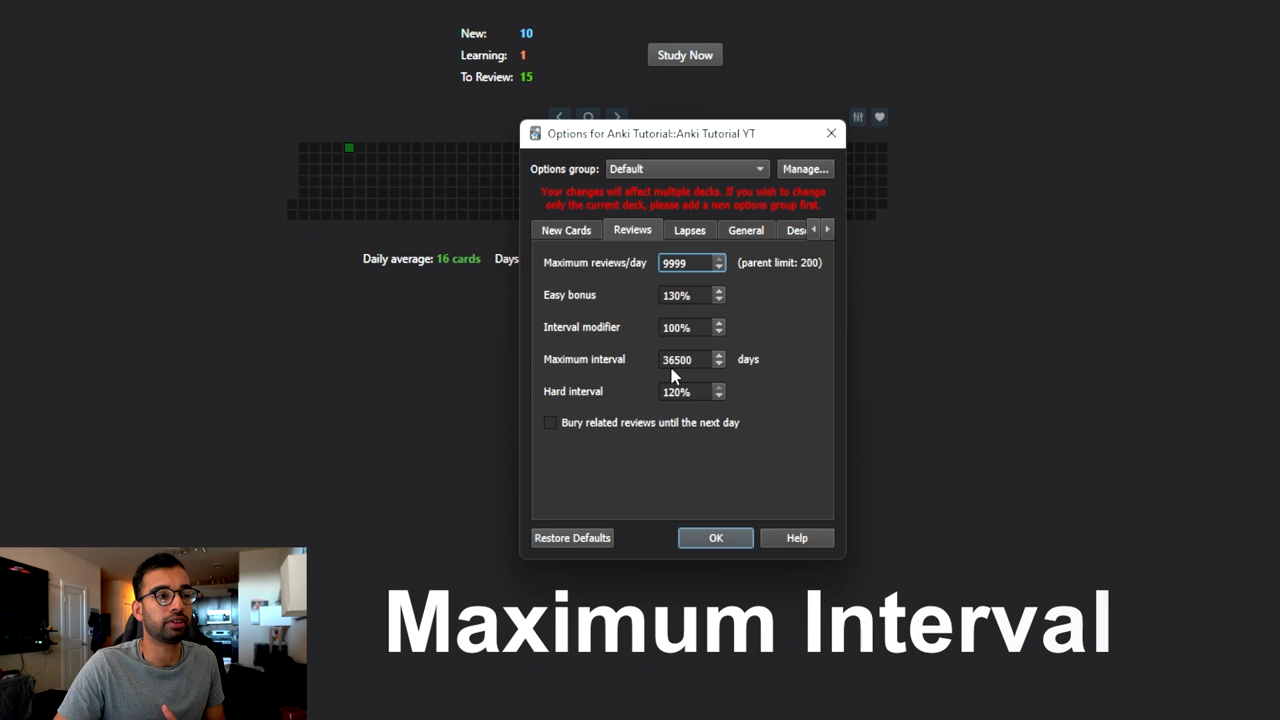 New: 10
Learning: 1
To Review: 15
Study Now
Options for Anki Tutorial::Anki Tutorial YT
Options group: Default Manage...
Your changes will affect multiple decks. If you wish to change
only the current deck, please add a new options group first.
New Cards Reviews Lapses General Des
Maximum reviews/day 9999 (parent limit: 200)
Daily average: 16 cards Days
Easy bonus 130%
Interval modifier 100%
Maximum interval 36500 days
Hard interval 120%
Bury related reviews until the next day
Restore Defaults OK Help
Maximum Interval